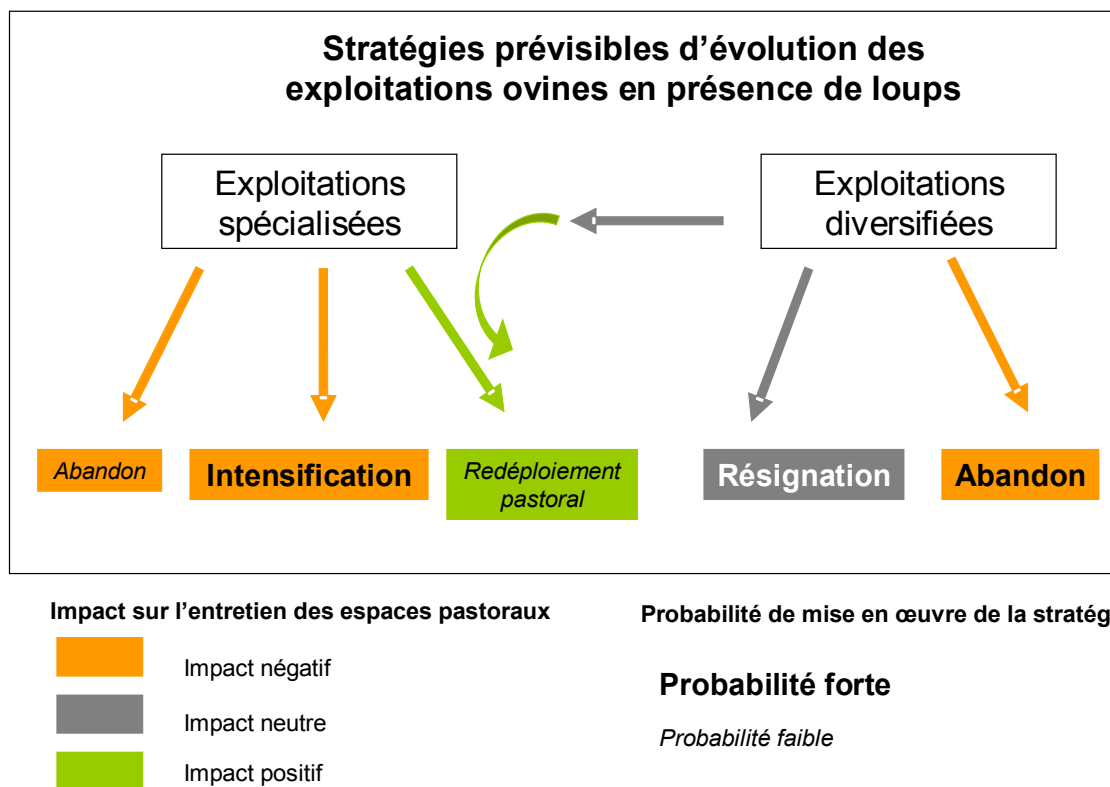 Stratégies prévisibles d'évolution des
exploitations ovines en présence de loups
Exploitations
spécialisées
Exploitations
diversifiées
Abandon
Intensification
Redéploiement
pastoral
Résignation
Abandon
Impact sur l'entretien des espaces pastoraux
Impact négatif
Impact neutre
Impact positif
Probabilité de mise en œuvre de la stratég
Probabilité forte
Probabilité faible